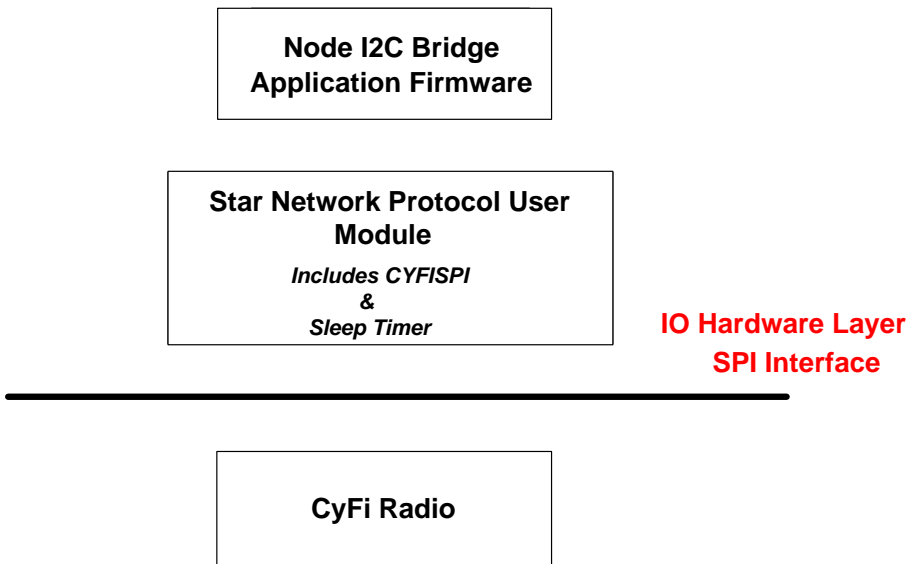 Node I2C Bridge
Application Firmware
Star Network Protocol User
Module
Includes CYFISPI
&
Sleep Timer
IO Hardware Layer
SPI Interface
CyFi Radio